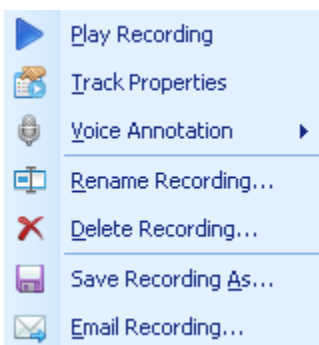 Play Recording
Track Properties
Voice Annotation
Rename Recording...
Delete Recording...
Save Recording As...
Email Recording...